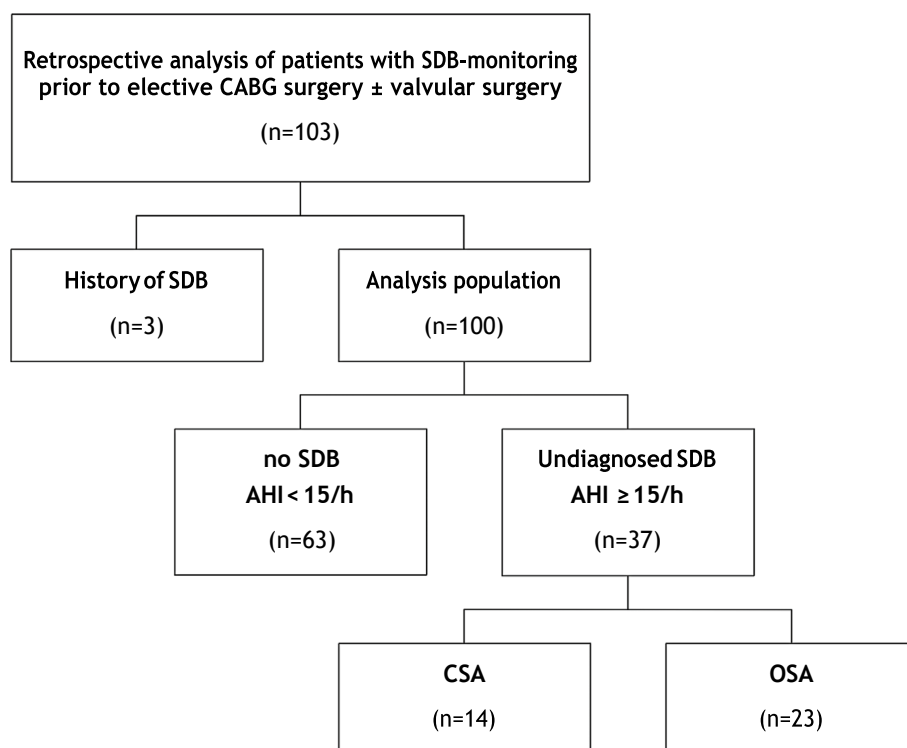 Retrospective analysis of patients with SDB-monitoring
prior to elective CABG surgery ± valvular surgery
(n=103)
History of SDB
(n=3)
Analysis population
(n=100)
no SDB
AHI < 15/h
(n=63)
Undiagnosed SDB
AHI ≥ 15/h
(n=37)
CSA
(n=14)
OSA
(n=23)